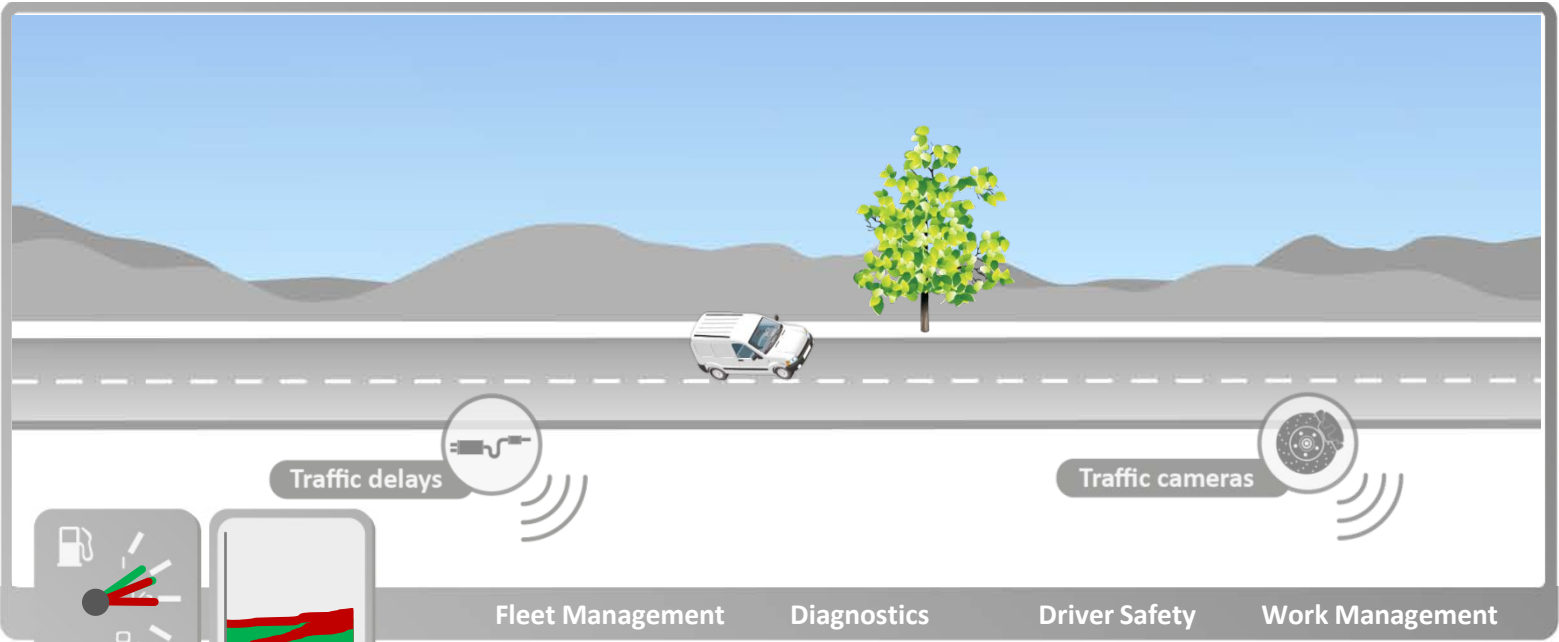 Traffic delays
Traffic cameras
Fleet Management
Diagnostics
Driver Safety
Work Management